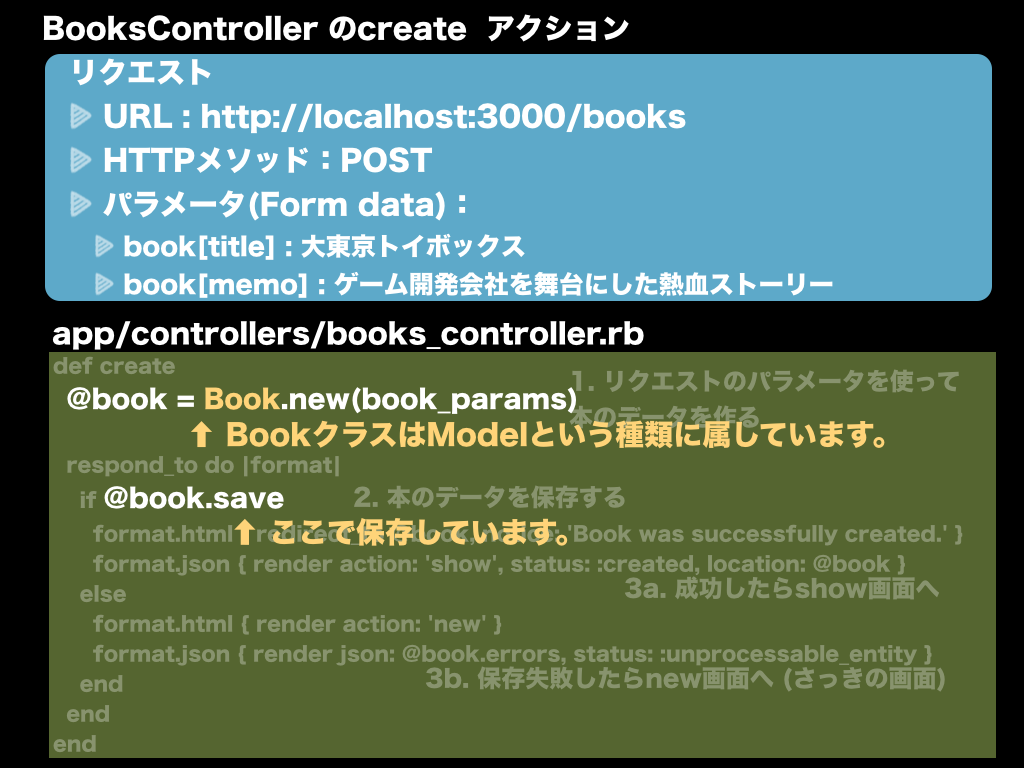 BooksController のcreate アクション
リクエスト
URL : http://localhost:3000/books
HTTPメソッド：POST
パラメータ(Form data)：
book[title] : 大東京トイボックス
book[memo] : ゲーム開発会社を舞台にした熱血ストーリー
app/controllers/books_controller.rb
def create
1. リクエストのパラメータを使って
@book = Book.new(book_params)
本のデータを作る
⬆ BookクラスはModelという種類に属しています。
respond_to do |format|
if @book.save
2. 本のデータを保存する
⬆ ここで保存しています。
format.html 'Book was successfully created.' }
format.json { render action: 'show', status: :created, location: @book }
3a. 成功したらshow画面へ
else
format.html { render action: 'new' }
format.json { render json: @book.errors, status: :unprocessable_entity }
3b. 保存失敗したらnew画面へ (さっきの画面)
end
end
end